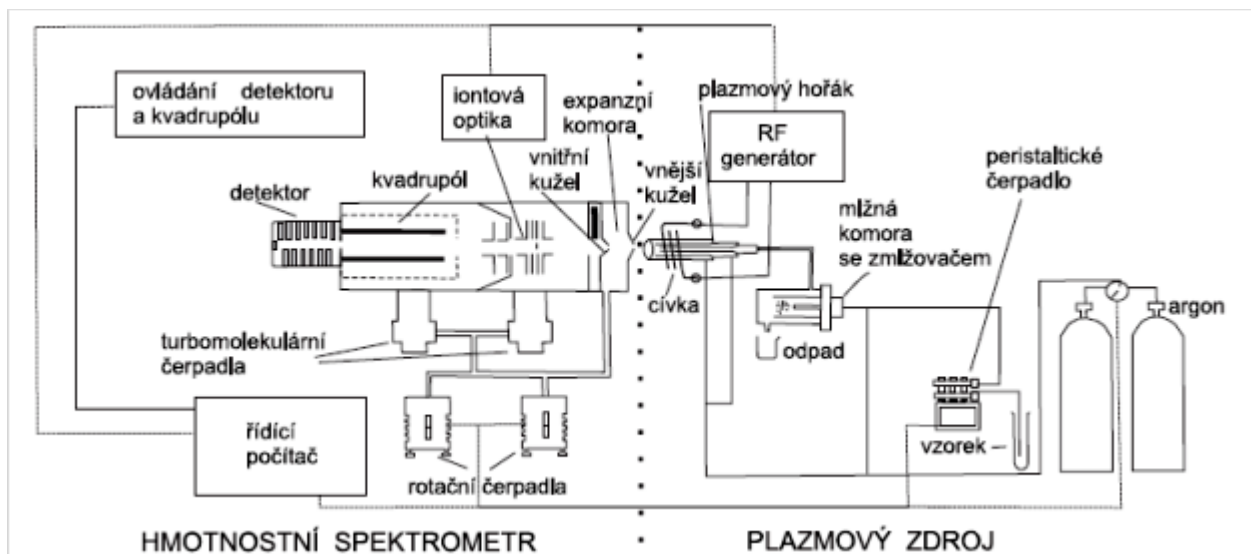 ovládání detektoru
a kvadrupólu
iontová
optika
expanzní
komora
plazmový hořák
RF
generátor
peristaltické
čerpadlo
vnitřní
kužel
vnější
kužel
detektor
kvadrupól
mlžná
komora
se zmlžovačem
cívka
argon
odpad
turbomolekulární
čerpadla
řídící
počítač
vzorek
rotační čerpadla
HMOTNOSTNÍ SPEKTROMETR
PLAZMOVÝ ZDROJ